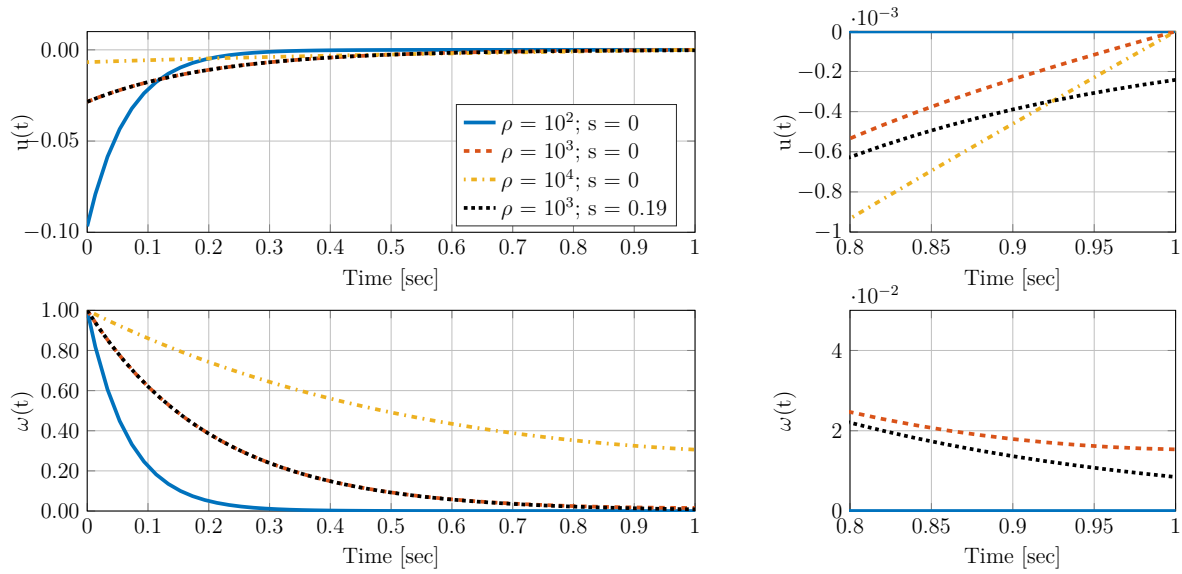 0.00
−0.05
−0.10
u(t)
0 0.1 0.2 0.3 0.4 0.5 0.6 0.7 0.8 0.9 1
Time [sec]
ρ = 10²; s = 0
ρ = 10³; s = 0
ρ = 10⁴; s = 0
ρ = 10³; s = 0.19
·10⁻³
0
−0.2
−0.4
−0.6
−0.8
−1
u(t)
0.8 0.85 0.9 0.95 1
Time [sec]
1.00
0.80
0.60
0.40
0.20
0.00
ω(t)
0 0.1 0.2 0.3 0.4 0.5 0.6 0.7 0.8 0.9 1
Time [sec]
·10⁻²
4
2
0
ω(t)
0.8 0.85 0.9 0.95 1
Time [sec]